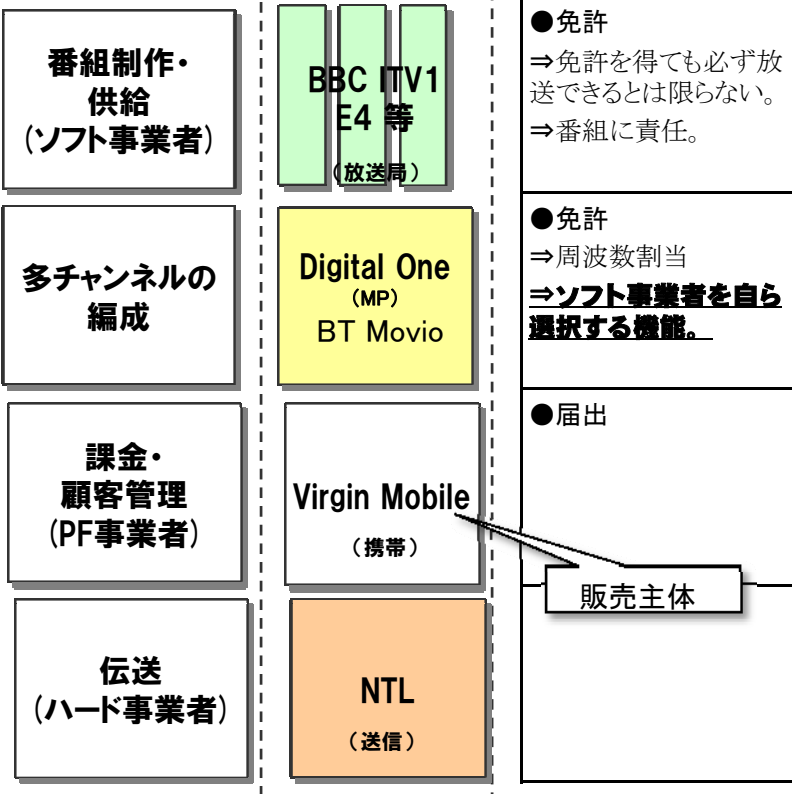 番組制作・
供給
(ソフト事業者)
BBC ITV1
E4 等
（放送局）
●免許
⇒免許を得ても必ず放
送できるとは限らない。
⇒番組に責任。
多チャンネルの
編成
Digital One
(MP)
BT Movio
●免許
⇒周波数割当
⇒ソフト事業者を自ら
選択する機能。
課金・
顧客管理
(PF事業者)
Virgin Mobile
（携帯）
●届出
販売主体
伝送
(ハード事業者)
NTL
（送信）